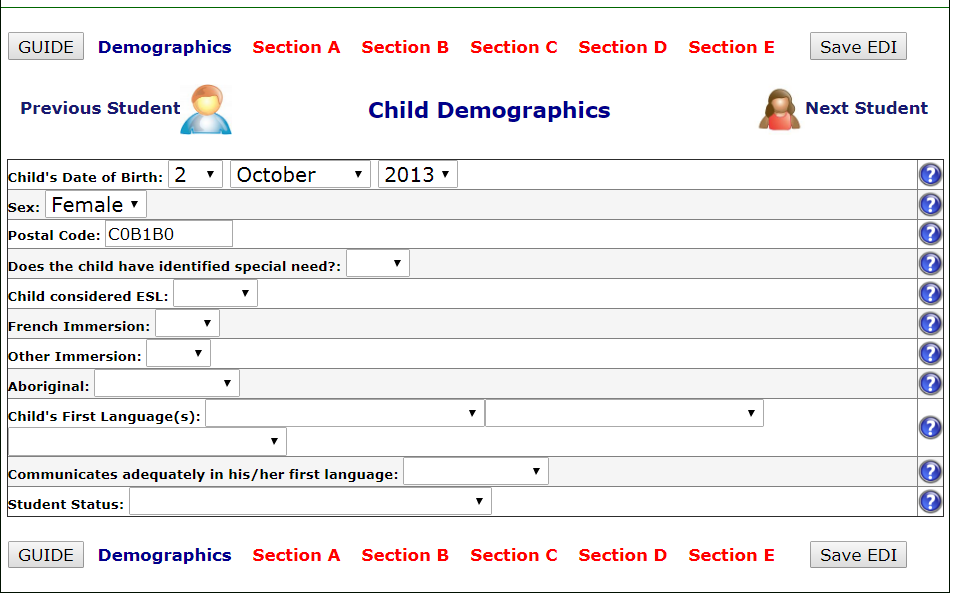 GUIDE Demographics Section A Section B Section C Section D Section E Save EDI
Previous Student Child Demographics Next Student
Child's Date of Birth: 2 October 2013 ?
Sex: Female ?
Postal Code: C0B1B0 ?
Does the child have identified special need?: ?
Child considered ESL: ?
French Immersion: ?
Other Immersion: ?
Aboriginal: ?
Child's First Language(s): ?
Communicates adequately in his/her first language: ?
Student Status: ?
GUIDE Demographics Section A Section B Section C Section D Section E Save EDI